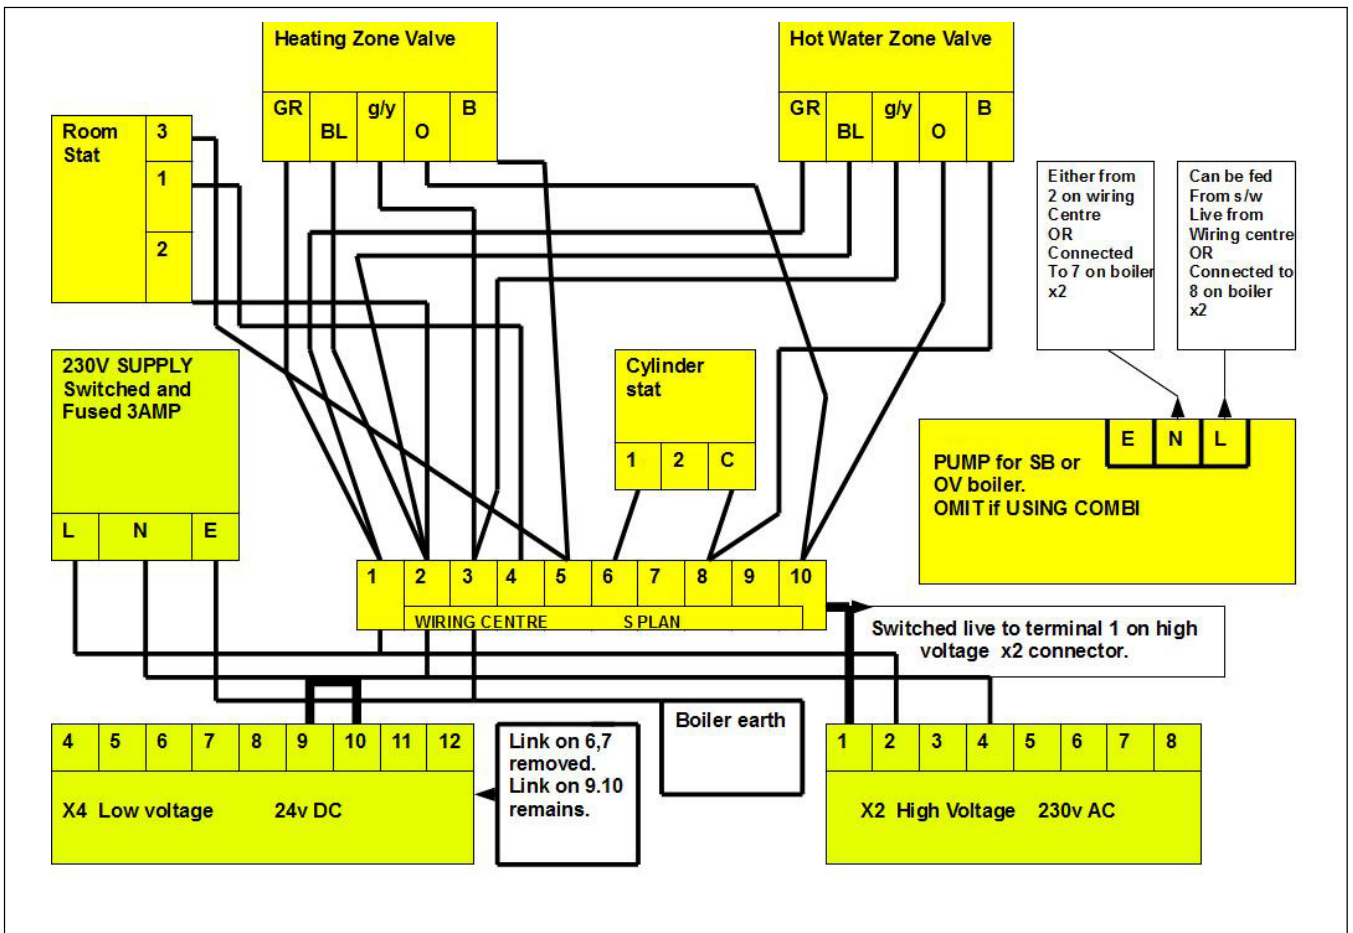 Heating Zone Valve
GR BL g/y O B
Hot Water Zone Valve
GR BL g/y O B
Room
Stat
3
1
2
Either from
2 on wiring
Centre
OR
Connected
To 7 on boiler
x2
Can be fed
From s/w
Live from
Wiring centre
OR
Connected to
8 on boiler
x2
230V SUPPLY
Switched and
Fused 3AMP
L N E
Cylinder
stat
1 2 C
E N L
PUMP for SB or
OV boiler.
OMIT if USING COMBI
1 2 3 4 5 6 7 8 9 10
WIRING CENTRE S PLAN
Switched live to terminal 1 on high
voltage x2 connector.
4 5 6 7 8 9 10 11 12
X4 Low voltage 24v DC
Link on 6,7
removed.
Link on 9.10
remains.
Boiler earth
1 2 3 4 5 6 7 8
X2 High Voltage 230v AC